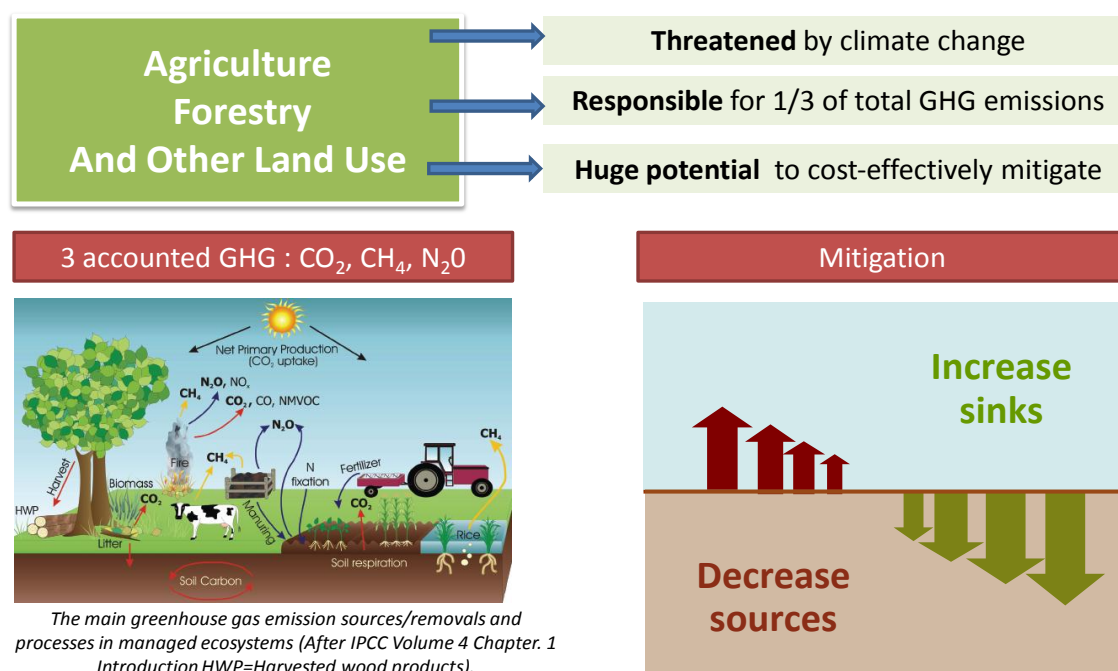 Agriculture
Forestry
And Other Land Use
Threatened by climate change
Responsible for 1/3 of total GHG emissions
Huge potential to cost-effectively mitigate
3 accounted GHG : CO₂, CH₄, N₂0
Net Primary Production
(CO₂ uptake)
N₂O, NOₓ
CH₄
CO₂, CO, NMVOC
N₂O
CH₄
Fire
CH₄
N
fixation
Fertilizer
Harvest
Biomass
CO₂
HWP
Manuring
CO₂
Rice
Litter
Soil respiration
Soil Carbon
The main greenhouse gas emission sources/removals and
processes in managed ecosystems (After IPCC Volume 4 Chapter. 1
Introduction HWP=Harvested wood products).
Mitigation
Increase
sinks
Decrease
sources